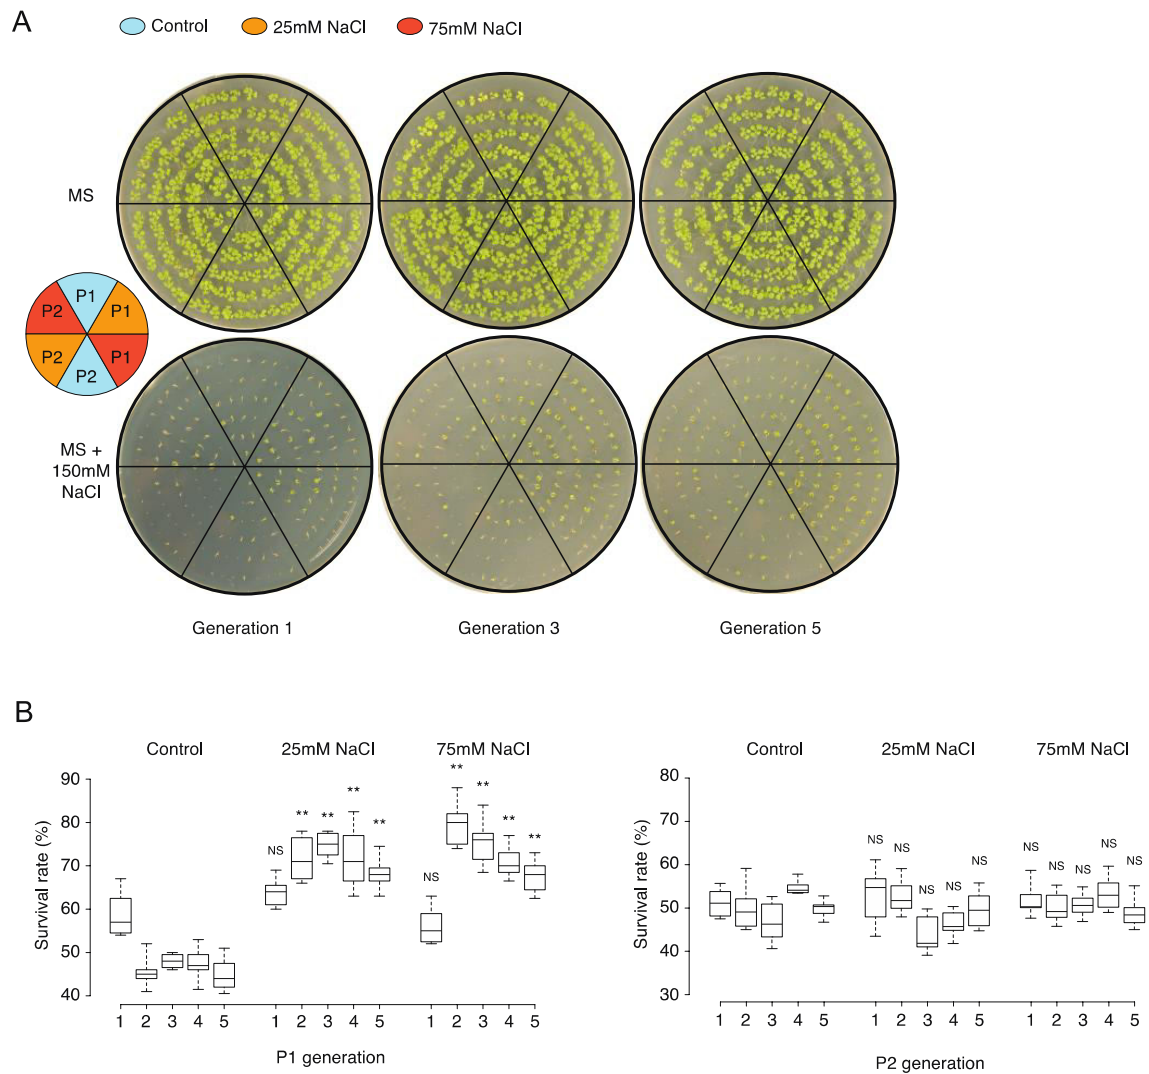 A
Control
25mM NaCl
75mM NaCl
MS
P1
P2
P1
P2
P1
P2
MS +
150mM
NaCl
Generation 1
Generation 3
Generation 5
B
Control
25mM NaCl
75mM NaCl
Survival rate (%)
90
80
70
60
50
40
NS
**
**
**
**
NS
**
**
**
**
1 2 3 4 5
1 2 3 4 5
1 2 3 4 5
P1 generation
Control
25mM NaCl
75mM NaCl
Survival rate (%)
80
70
60
50
40
30
NS
NS
NS
NS
NS
NS
NS
NS
NS
NS
1 2 3 4 5
1 2 3 4 5
1 2 3 4 5
P2 generation